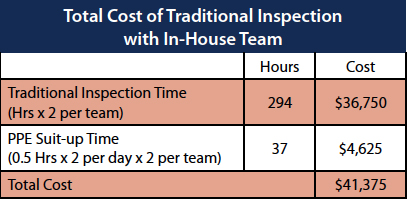 Total Cost of Traditional Inspection
with In-House Team
Hours Cost
Traditional Inspection Time
(Hrs x 2 per team) 294 $36,750
PPE Suit-up Time
(0.5 Hrs x 2 per day x 2 per team) 37 $4,625
Total Cost $41,375